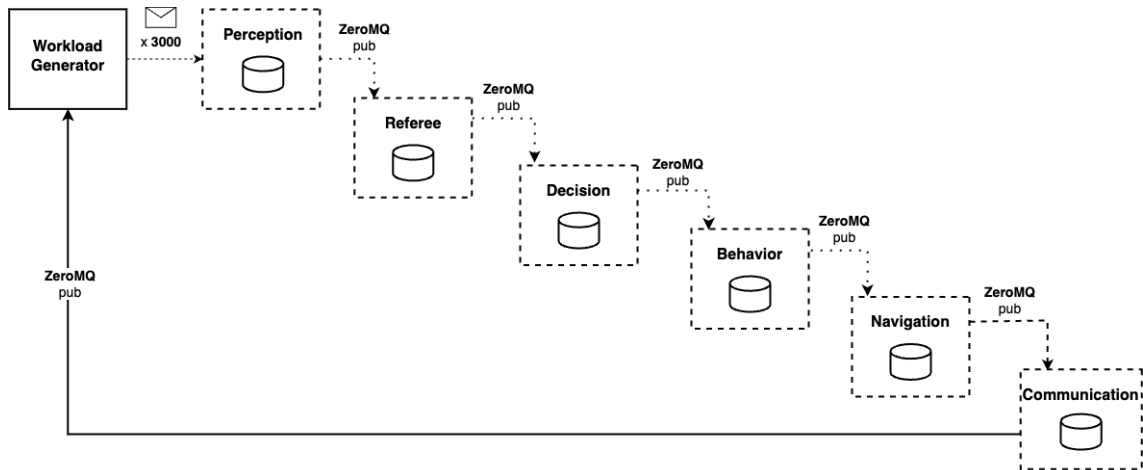 Workload
Generator
x 3000
Perception
ZeroMQ
pub
Referee
ZeroMQ
pub
Decision
ZeroMQ
pub
Behavior
ZeroMQ
pub
Navigation
ZeroMQ
pub
Communication
ZeroMQ
pub